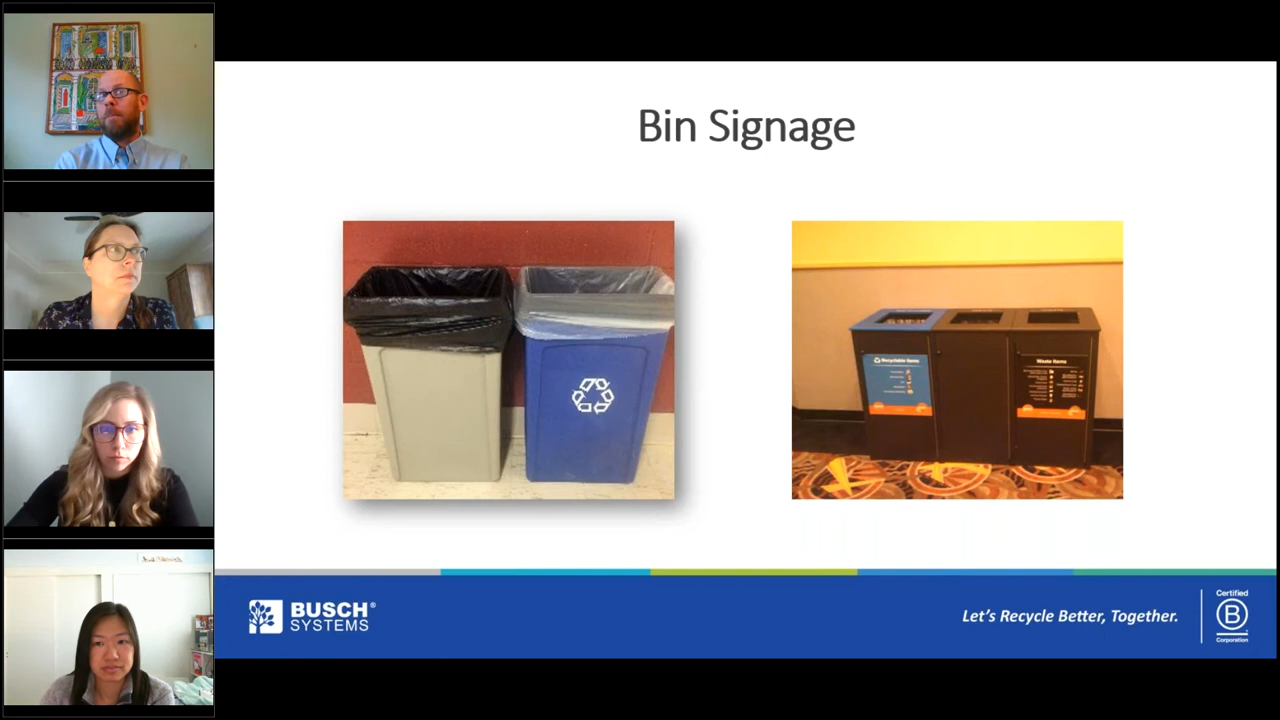 Bin Signage
Recyclable Items
Waste Items
BUSCH®
SYSTEMS
Let's Recycle Better, Together.
Certified
B
Corporation